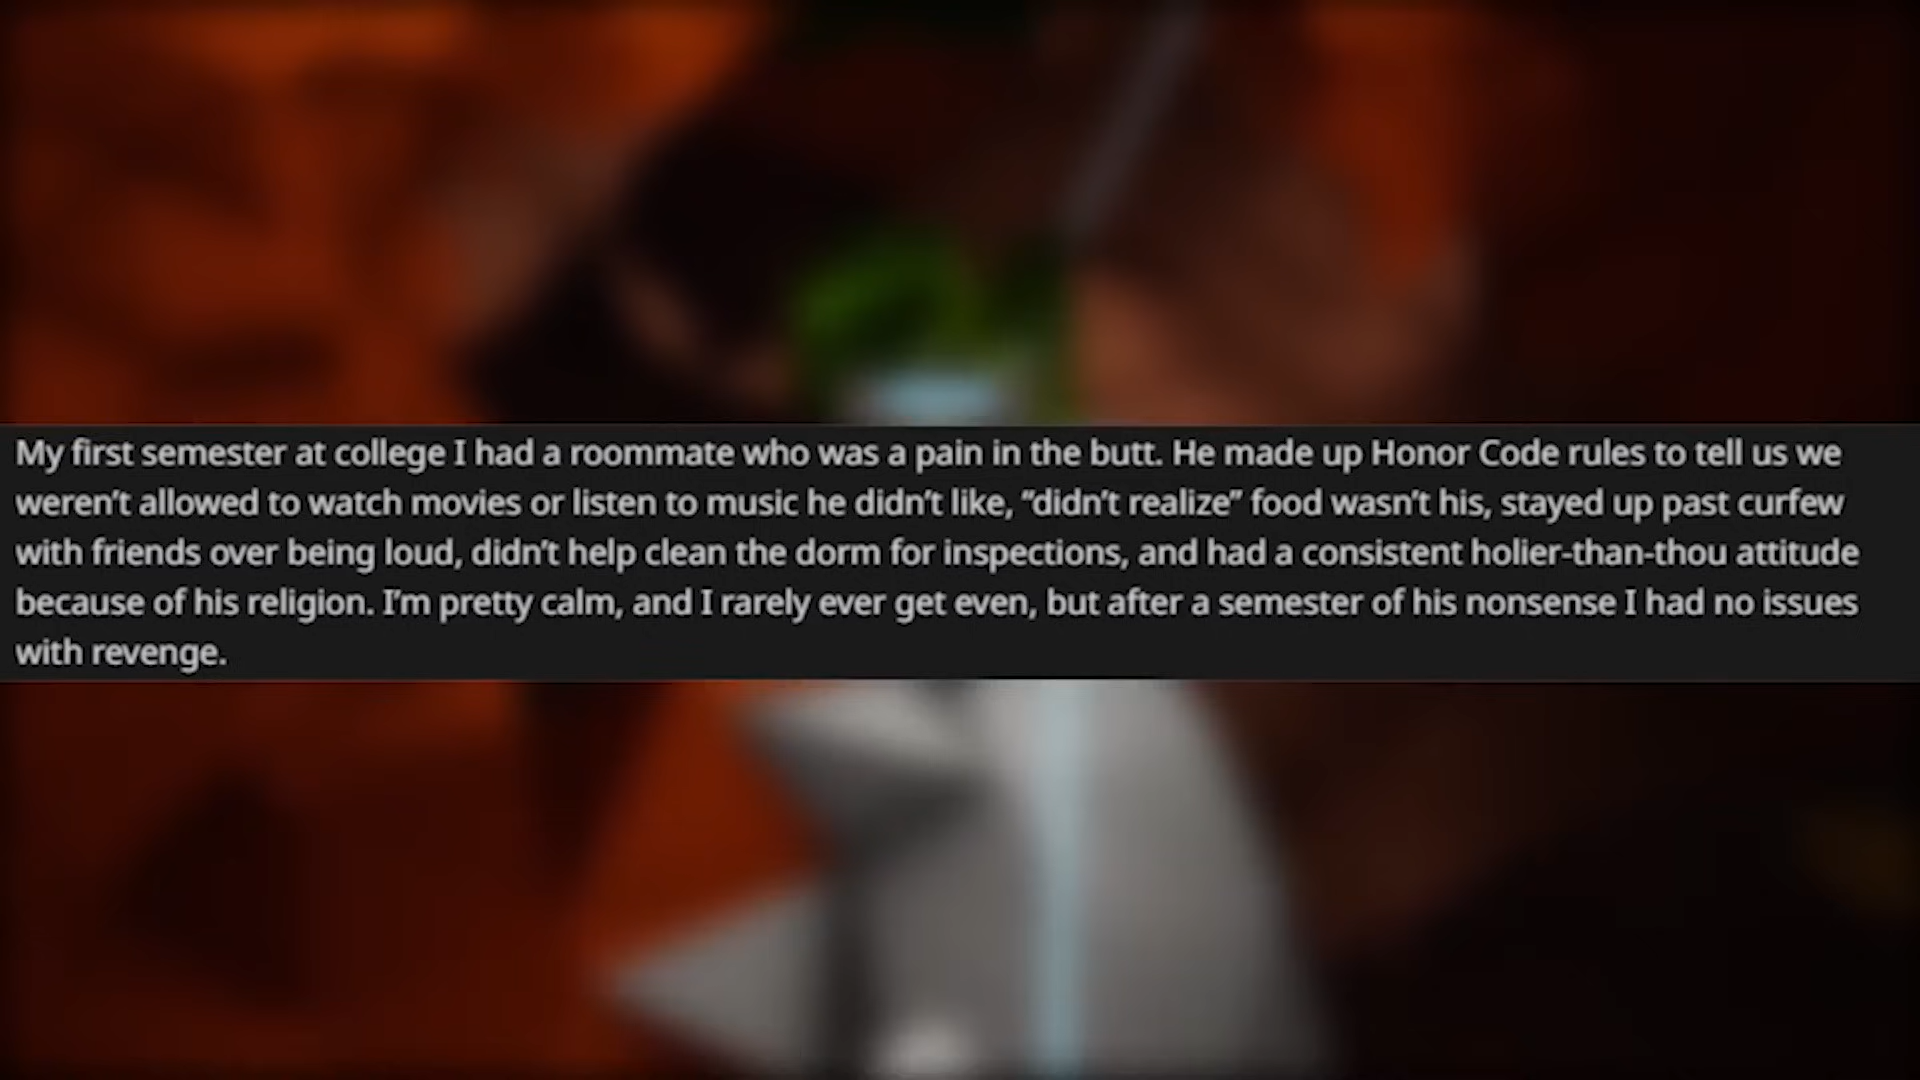 My first semester at college I had a roommate who was a pain in the butt. He made up Honor Code rules to tell us we
weren’t allowed to watch movies or listen to music he didn’t like, “didn’t realize” food wasn’t his, stayed up past curfew
with friends over being loud, didn’t help clean the dorm for inspections, and had a consistent holier-than-thou attitude
because of his religion. I’m pretty calm, and I rarely ever get even, but after a semester of his nonsense I had no issues
with revenge.